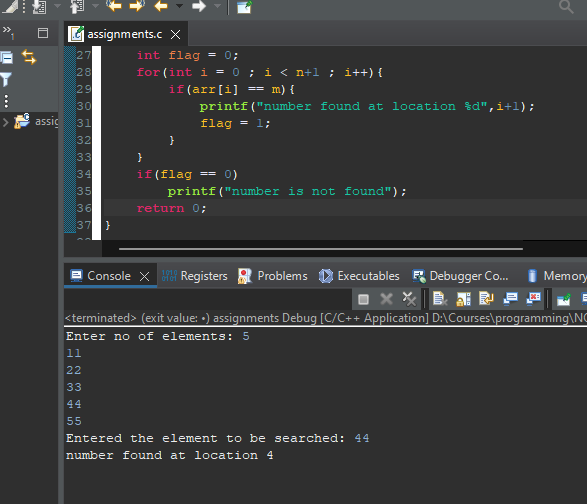 assignments.c
27 int flag = 0;
28 for(int i = 0 ; i < n+1 ; i++){
29 if(arr[i] == m){
30 printf("number found at location %d",i+1);
31 flag = 1;
32 }
33 }
34 if(flag == 0)
35 printf("number is not found");
36 return 0;
37 }
assig
Console Registers Problems Executables Debugger Co... Memory
<terminated> (exit value: •) assignments Debug [C/C++ Application] D:\Courses\programming\NC
Enter no of elements: 5
11
22
33
44
55
Entered the element to be searched: 44
number found at location 4